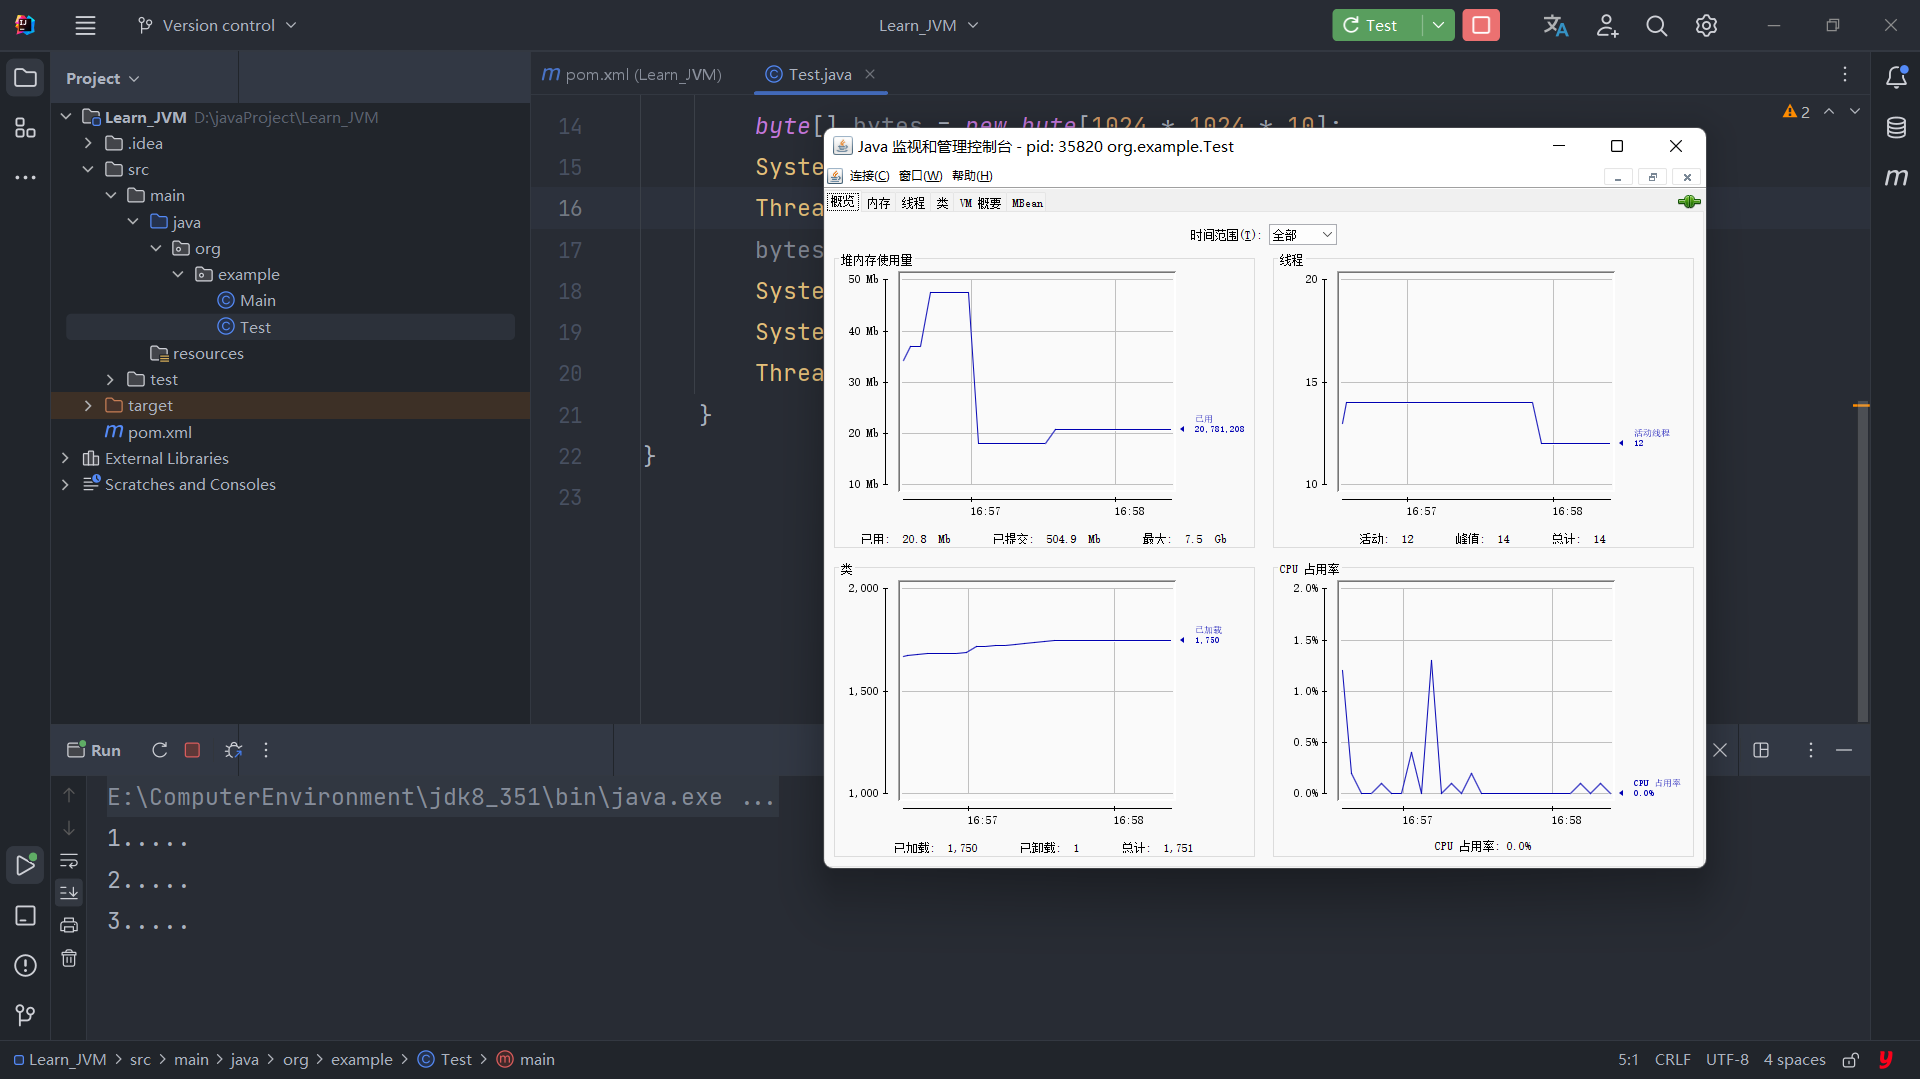 Version control
Learn_JVM
Test
Project
pom.xml (Learn_JVM)
Test.java
Learn_JVM D:\javaProject\Learn_JVM
.idea
src
main
java
org
example
Main
Test
resources
test
target
pom.xml
External Libraries
Scratches and Consoles
2
14 byte[] bytes = new byte[1024 * 1024 * 10];
15 Syste
16 Threa
17 bytes
18 Syste
19 Syste
20 Threa
21 }
22 }
23
Java 监视和管理控制台 - pid: 35820 org.example.Test
连接(C) 窗口(W) 帮助(H)
概览 内存 线程 类 VM 概要 MBean
时间范围(T): 全部
堆内存使用量
50 Mb
40 Mb
30 Mb
20 Mb
10 Mb
已用
20,781,208
16:57 16:58
已用: 20.8 Mb 已提交: 504.9 Mb 最大: 7.5 Gb
线程
20
15
10
活动线程
12
16:57 16:58
活动: 12 峰值: 14 总计: 14
类
2,000
1,500
1,000
已加载
1,750
16:57 16:58
已加载: 1,750 已卸载: 1 总计: 1,751
CPU 占用率
2.0%
1.5%
1.0%
0.5%
0.0%
CPU 占用率
0.0%
16:57 16:58
CPU 占用率: 0.0%
Run
E:\ComputerEnvironment\jdk8_351\bin\java.exe ...
1.....
2.....
3.....
Learn_JVM > src > main > java > org > example > Test > main
5:1 CRLF UTF-8 4 spaces